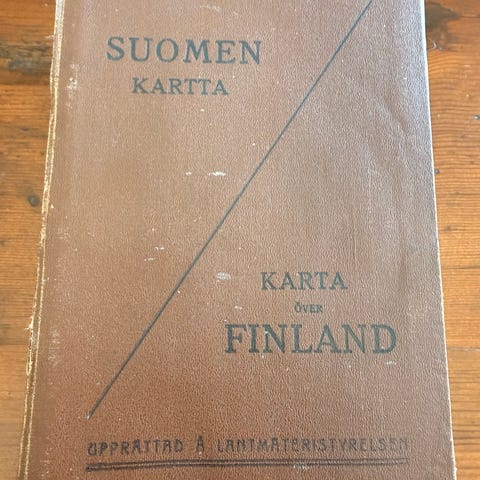 SUOMEN
KARTTA
KARTA
ÖVER
FINLAND
UPPRÄTTAD Å LANTMÄTERISTYRELSEN